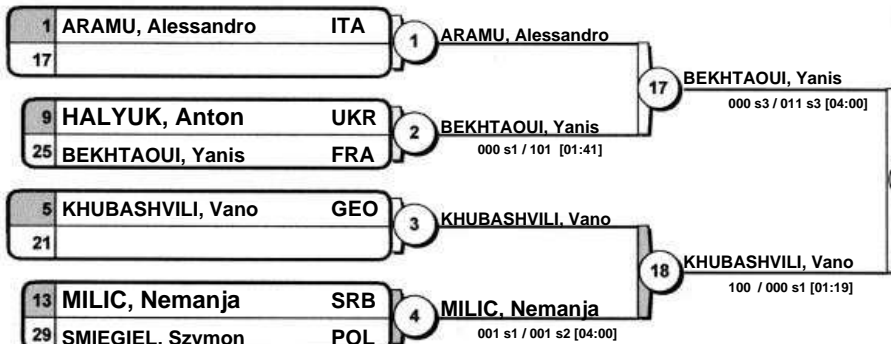 1 ARAMU, Alessandro ITA
17
1
ARAMU, Alessandro
9 HALYUK, Anton UKR
25 BEKHTAOUI, Yanis FRA
2
BEKHTAOUI, Yanis
000 s1 / 101 [01:41]
17
BEKHTAOUI, Yanis
000 s3 / 011 s3 [04:00]
5 KHUBASHVILI, Vano GEO
21
3
KHUBASHVILI, Vano
13 MILIC, Nemanja SRB
29 SMIEGIEL, Szymon POL
4
MILIC, Nemanja
001 s1 / 001 s2 [04:00]
18
KHUBASHVILI, Vano
100 / 000 s1 [01:19]